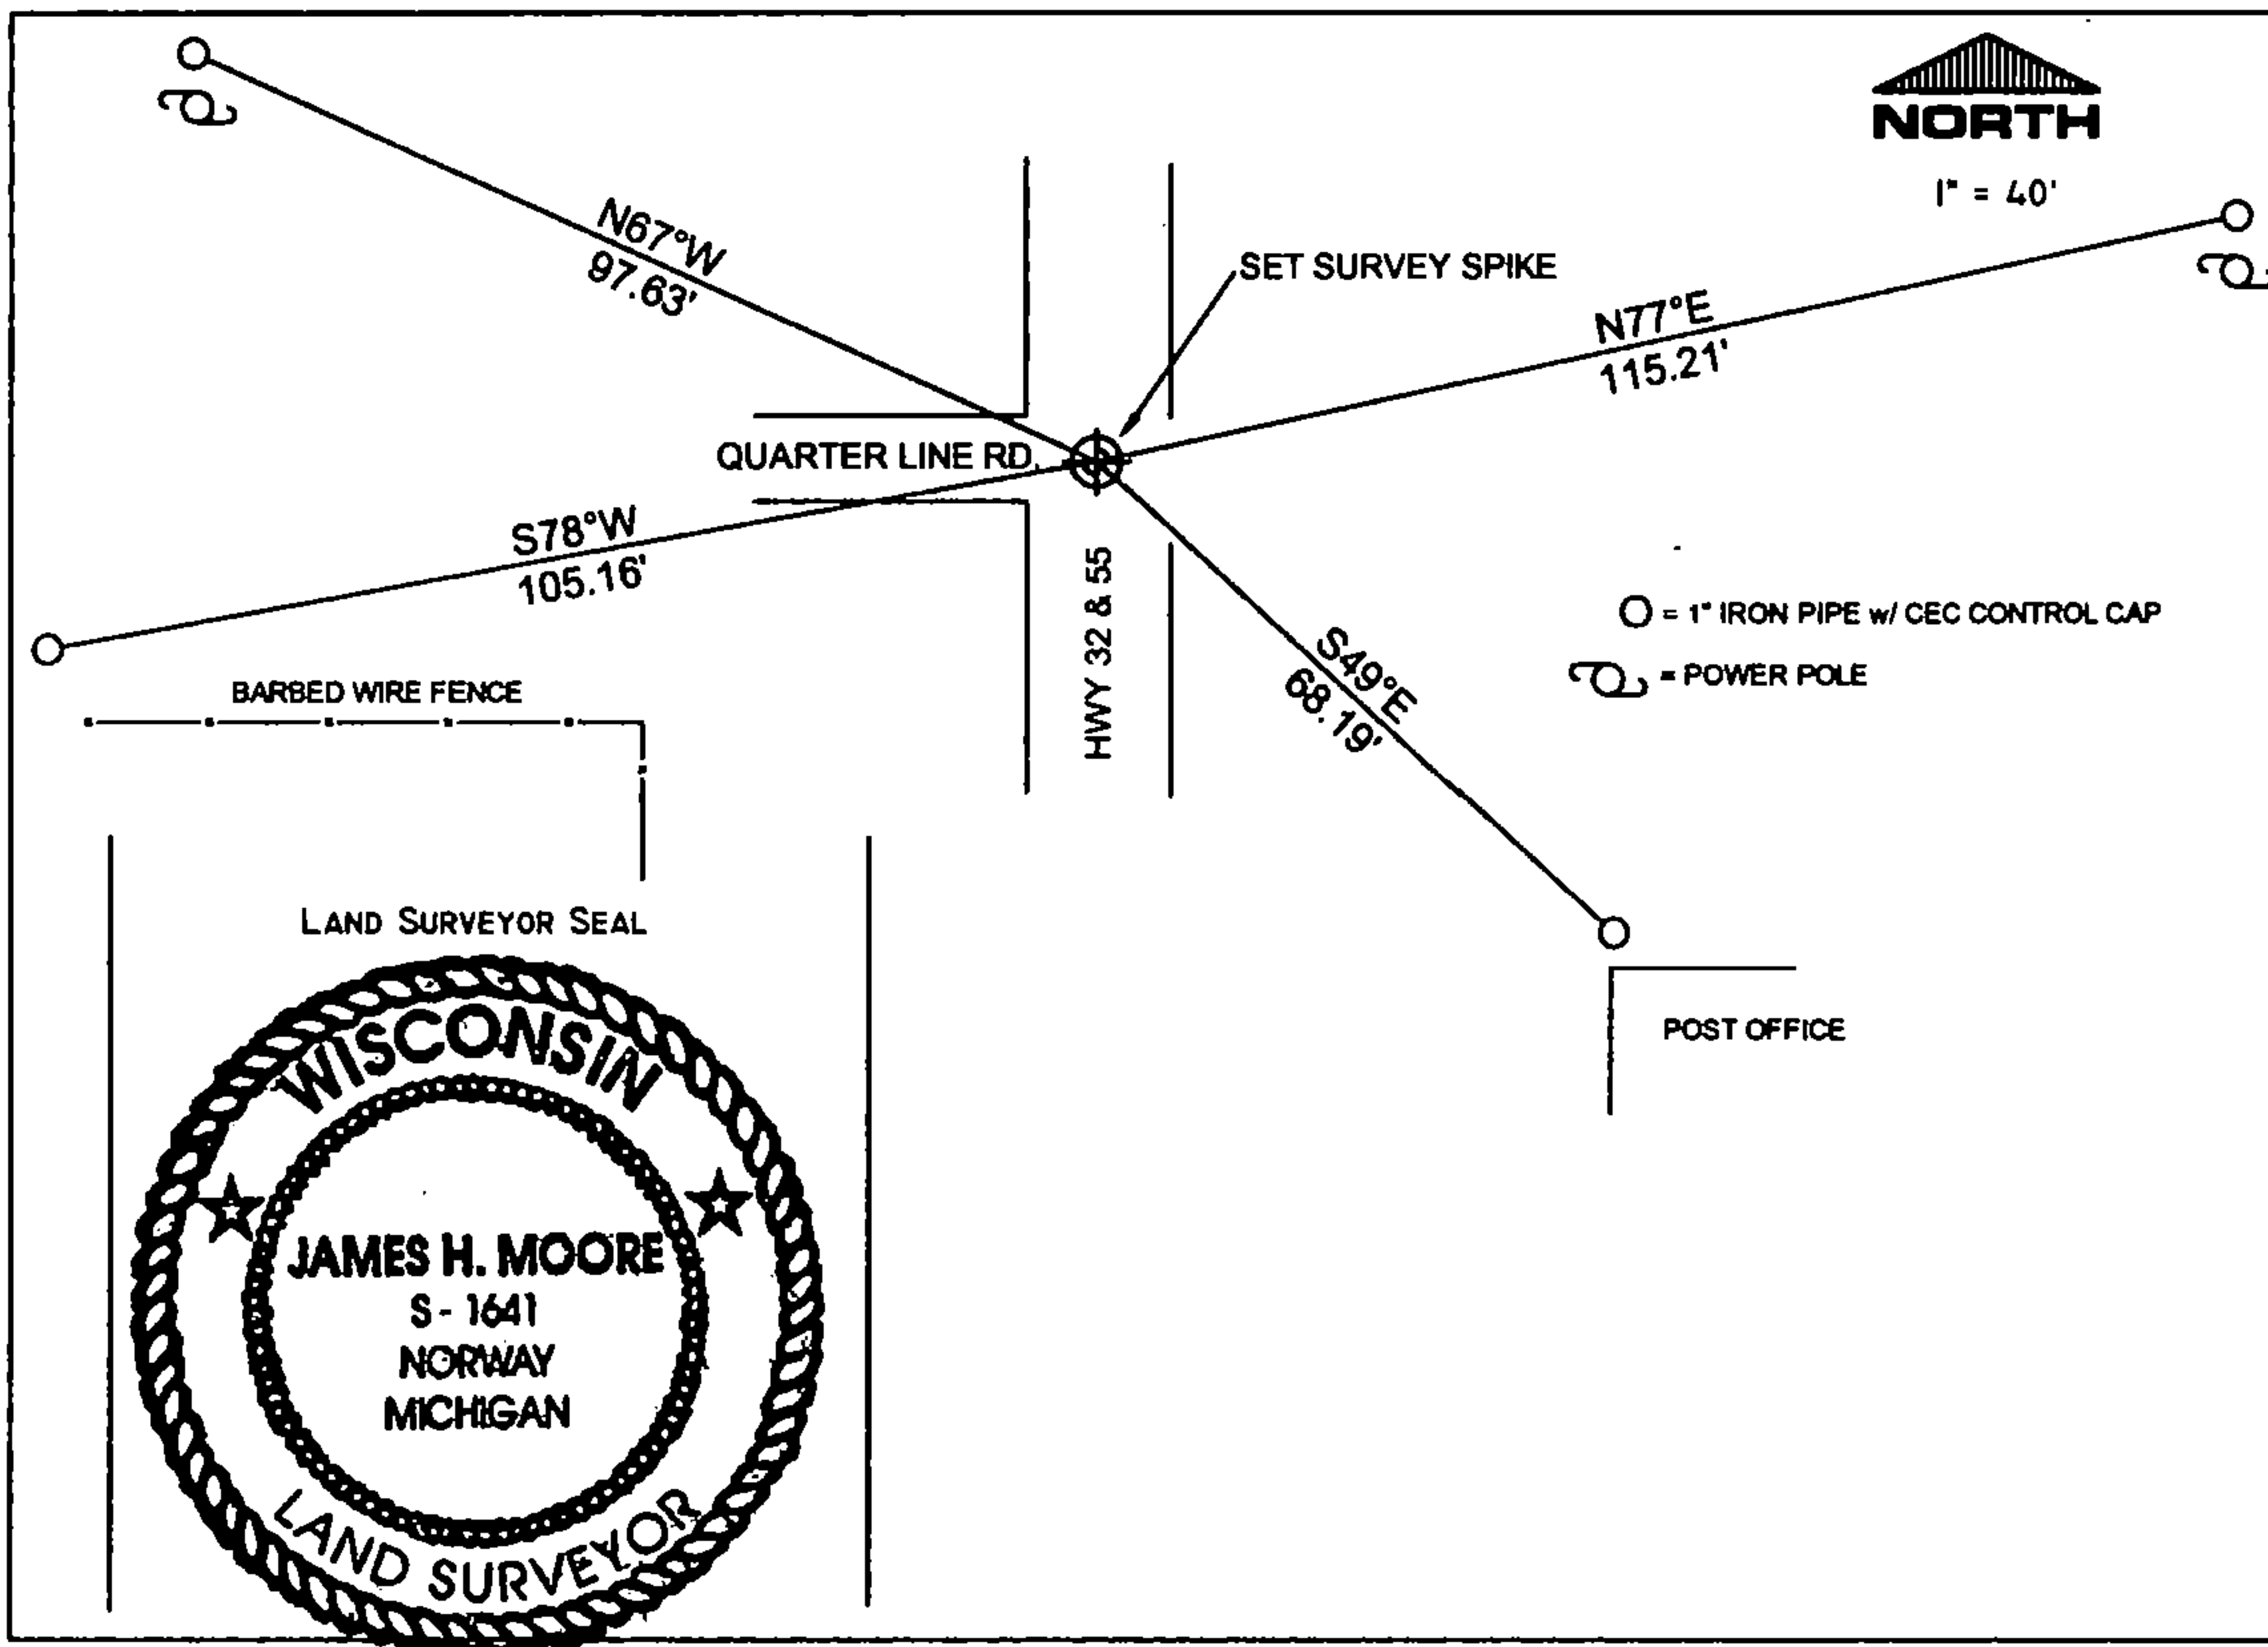 NORTH
1" = 40'
N67°W
97.63'
SET SURVEY SPIKE
N77°E
115.21'
QUARTER LINE RD.
S78°W
105.16'
HWY 32 & 55
= 1" IRON PIPE w/ CEC CONTROL CAP
= POWER POLE
S49°E
68.19'
BARBED WIRE FENCE
LAND SURVEYOR SEAL
POST OFFICE
WISCONSIN
JAMES H. MOORE
S - 1641
NORWAY
MICHIGAN
LAND SURVEYOR